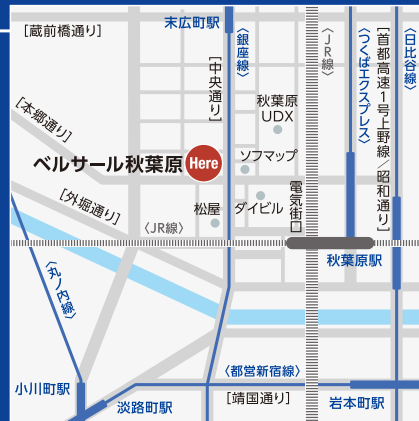 末広町駅
[蔵前橋通り]
〈銀座線〉
[中央通り]
〈JR線〉
〈つくばエクスプレス〉
[首都高速1号上野線／昭和通り]
〈日比谷線〉
秋葉原
UDX
[本郷通り]
ベルサール秋葉原
Here
ソフマップ
[外堀通り]
松屋
ダイビル
電気街口
〈JR線〉
秋葉原駅
〈丸ノ内線〉
〈都営新宿線〉
小川町駅
淡路町駅
[靖国通り]
岩本町駅